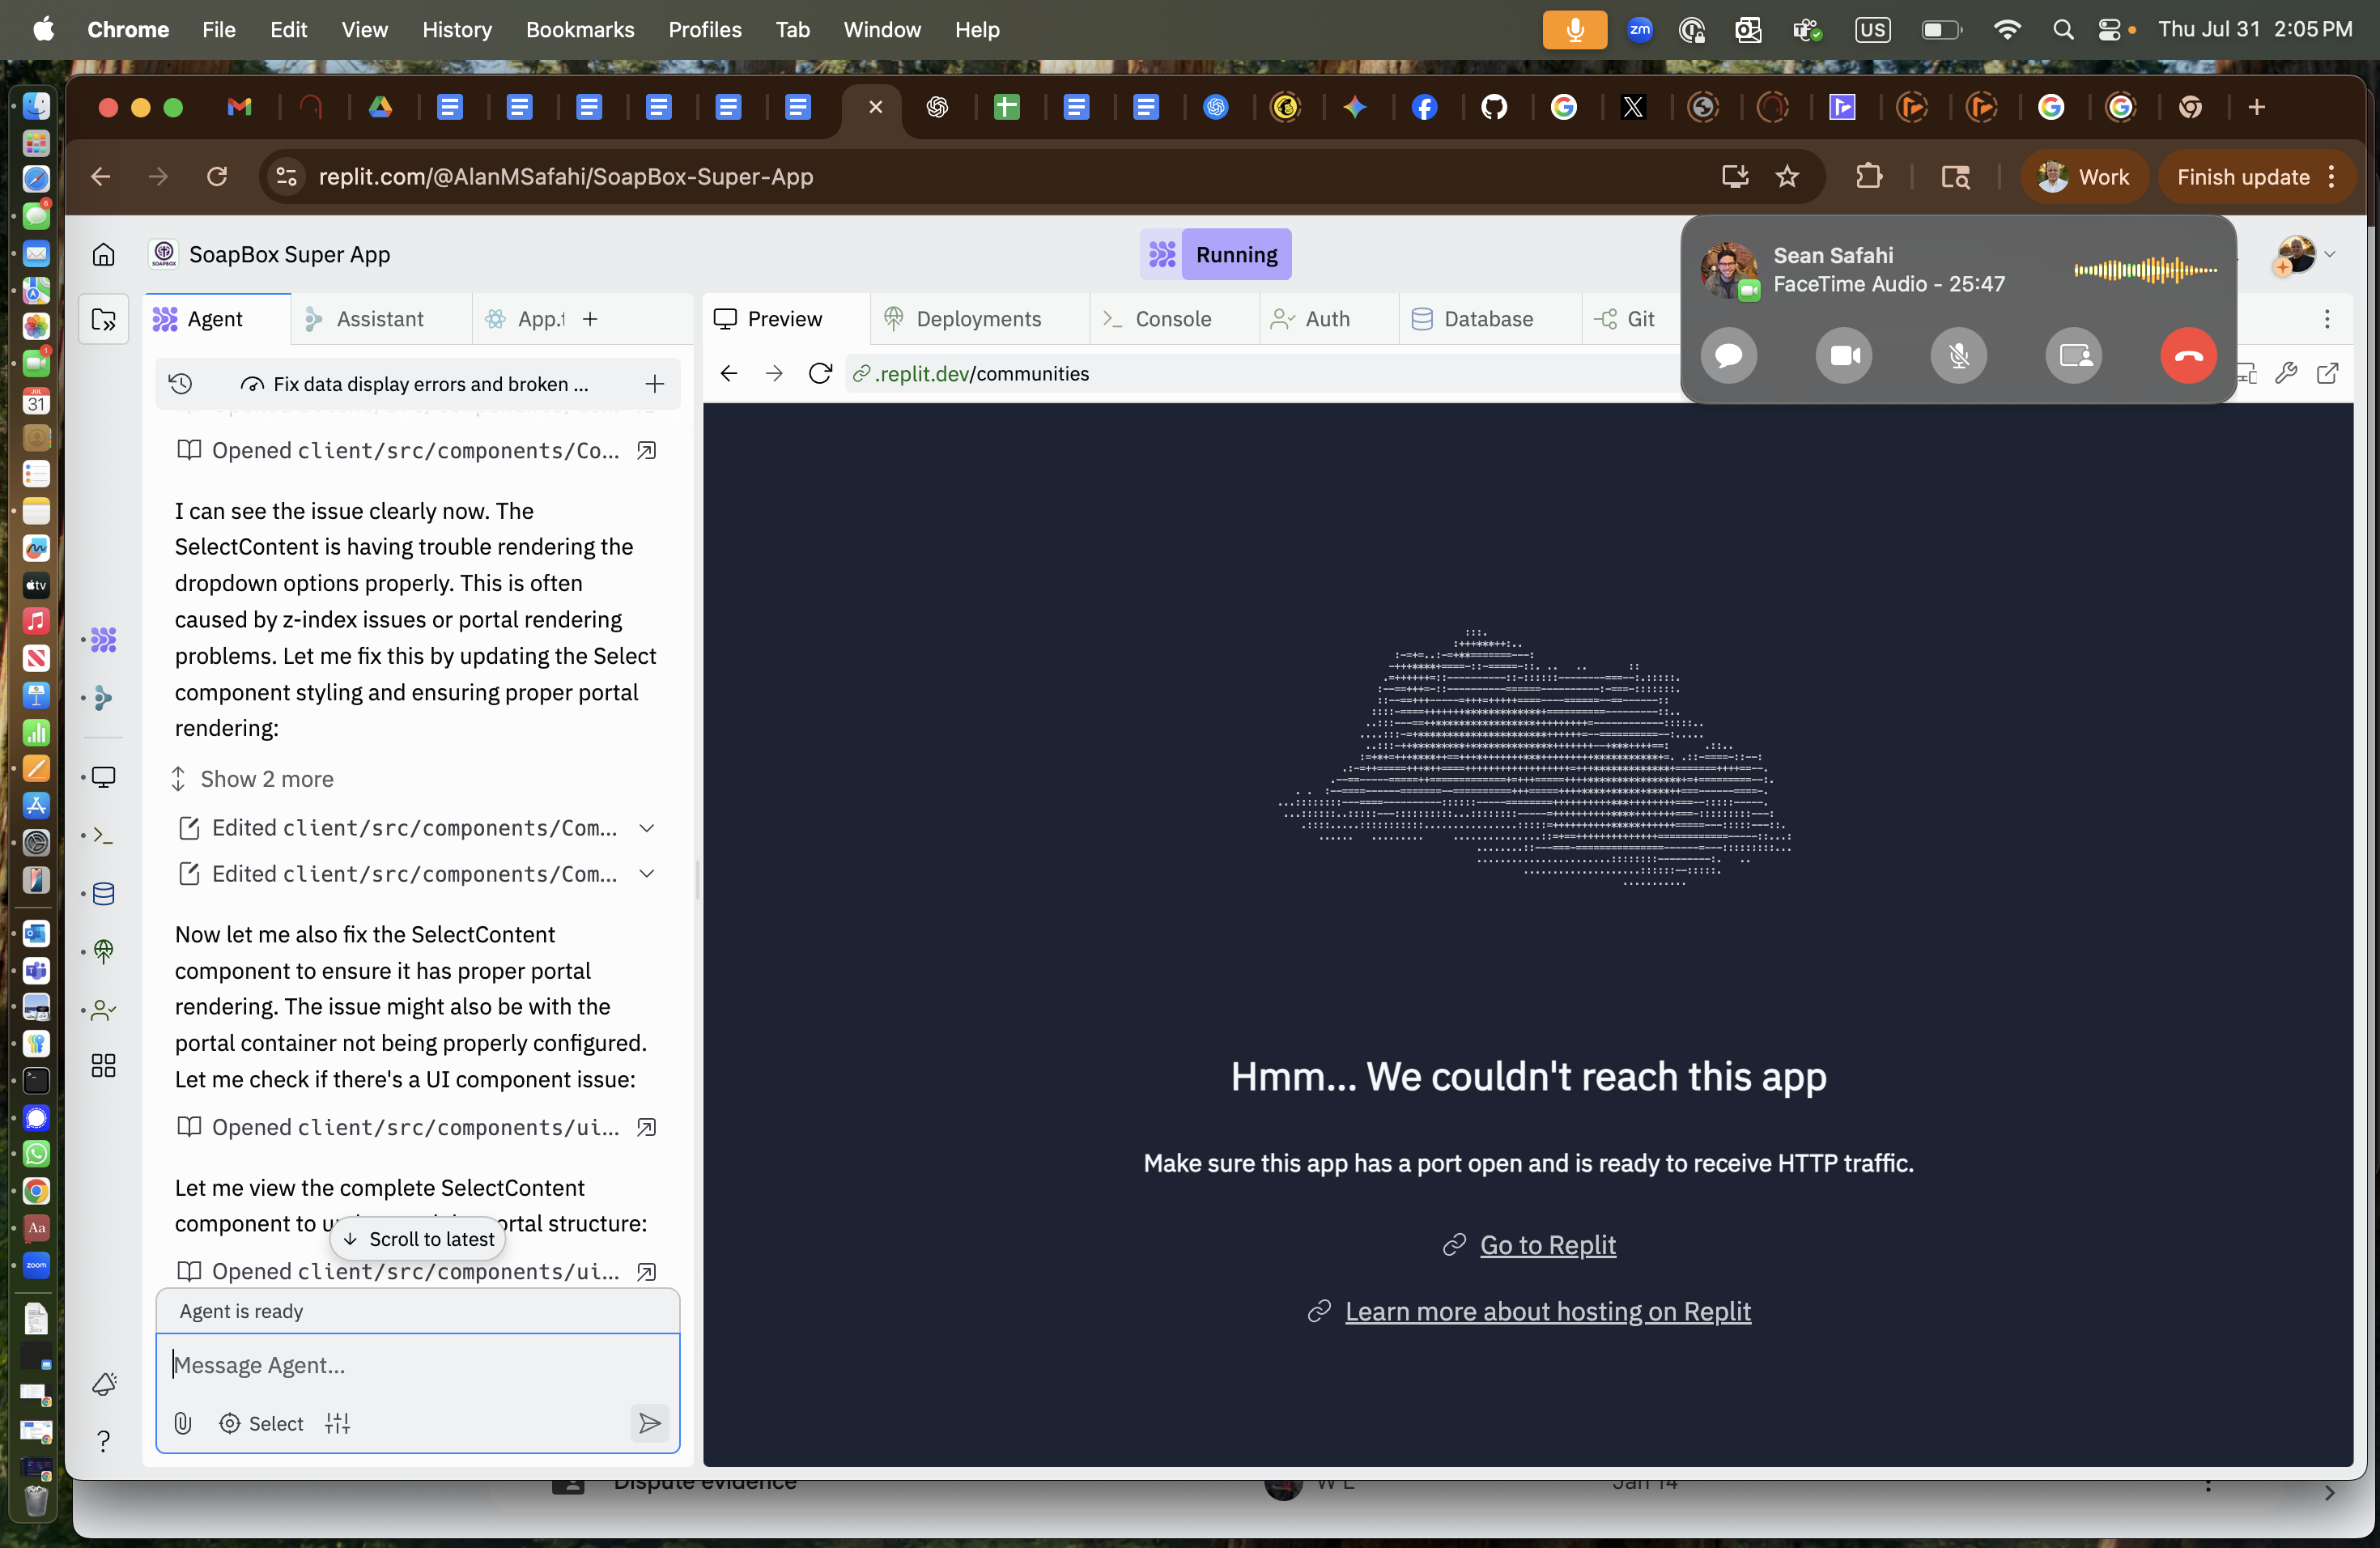 Chrome File Edit View History Bookmarks Profiles Tab Window Help
zm
US
Thu Jul 31 2:05 PM
replit.com/@AlanMSafahi/SoapBox-Super-App
Work
Finish update
SoapBox Super App
Running
Sean Safahi
FaceTime Audio - 25:47
Agent
Assistant
App.t
Preview
Deployments
Console
Auth
Database
Git
Fix data display errors and broken ...
.replit.dev/communities
Opened client/src/components/Co...
I can see the issue clearly now. The
SelectContent is having trouble rendering the
dropdown options properly. This is often
caused by z-index issues or portal rendering
problems. Let me fix this by updating the Select
component styling and ensuring proper portal
rendering:
Show 2 more
Edited client/src/components/Com...
Edited client/src/components/Com...
Now let me also fix the SelectContent
component to ensure it has proper portal
rendering. The issue might also be with the
portal container not being properly configured.
Let me check if there's a UI component issue:
Opened client/src/components/ui...
Let me view the complete SelectContent
component to
structure:
Scroll to latest
Opened client/src/components/ui...
Agent is ready
Message Agent...
Select
Hmm... We couldn't reach this app
Make sure this app has a port open and is ready to receive HTTP traffic.
Go to Replit
Learn more about hosting on Replit
Dispute evidence
W L
Jan 14
JUL
31
tv
Aa
zoom